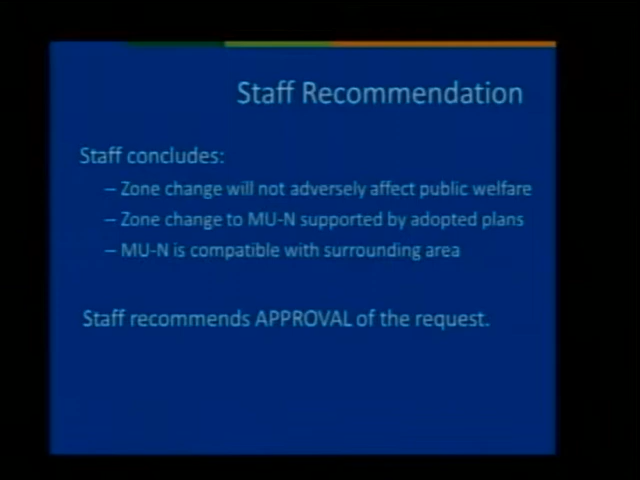 Staff Recommendation
Staff concludes:
– Zone change will not adversely affect public welfare
– Zone change to MU-N supported by adopted plans
– MU-N is compatible with surrounding area
Staff recommends APPROVAL of the request.